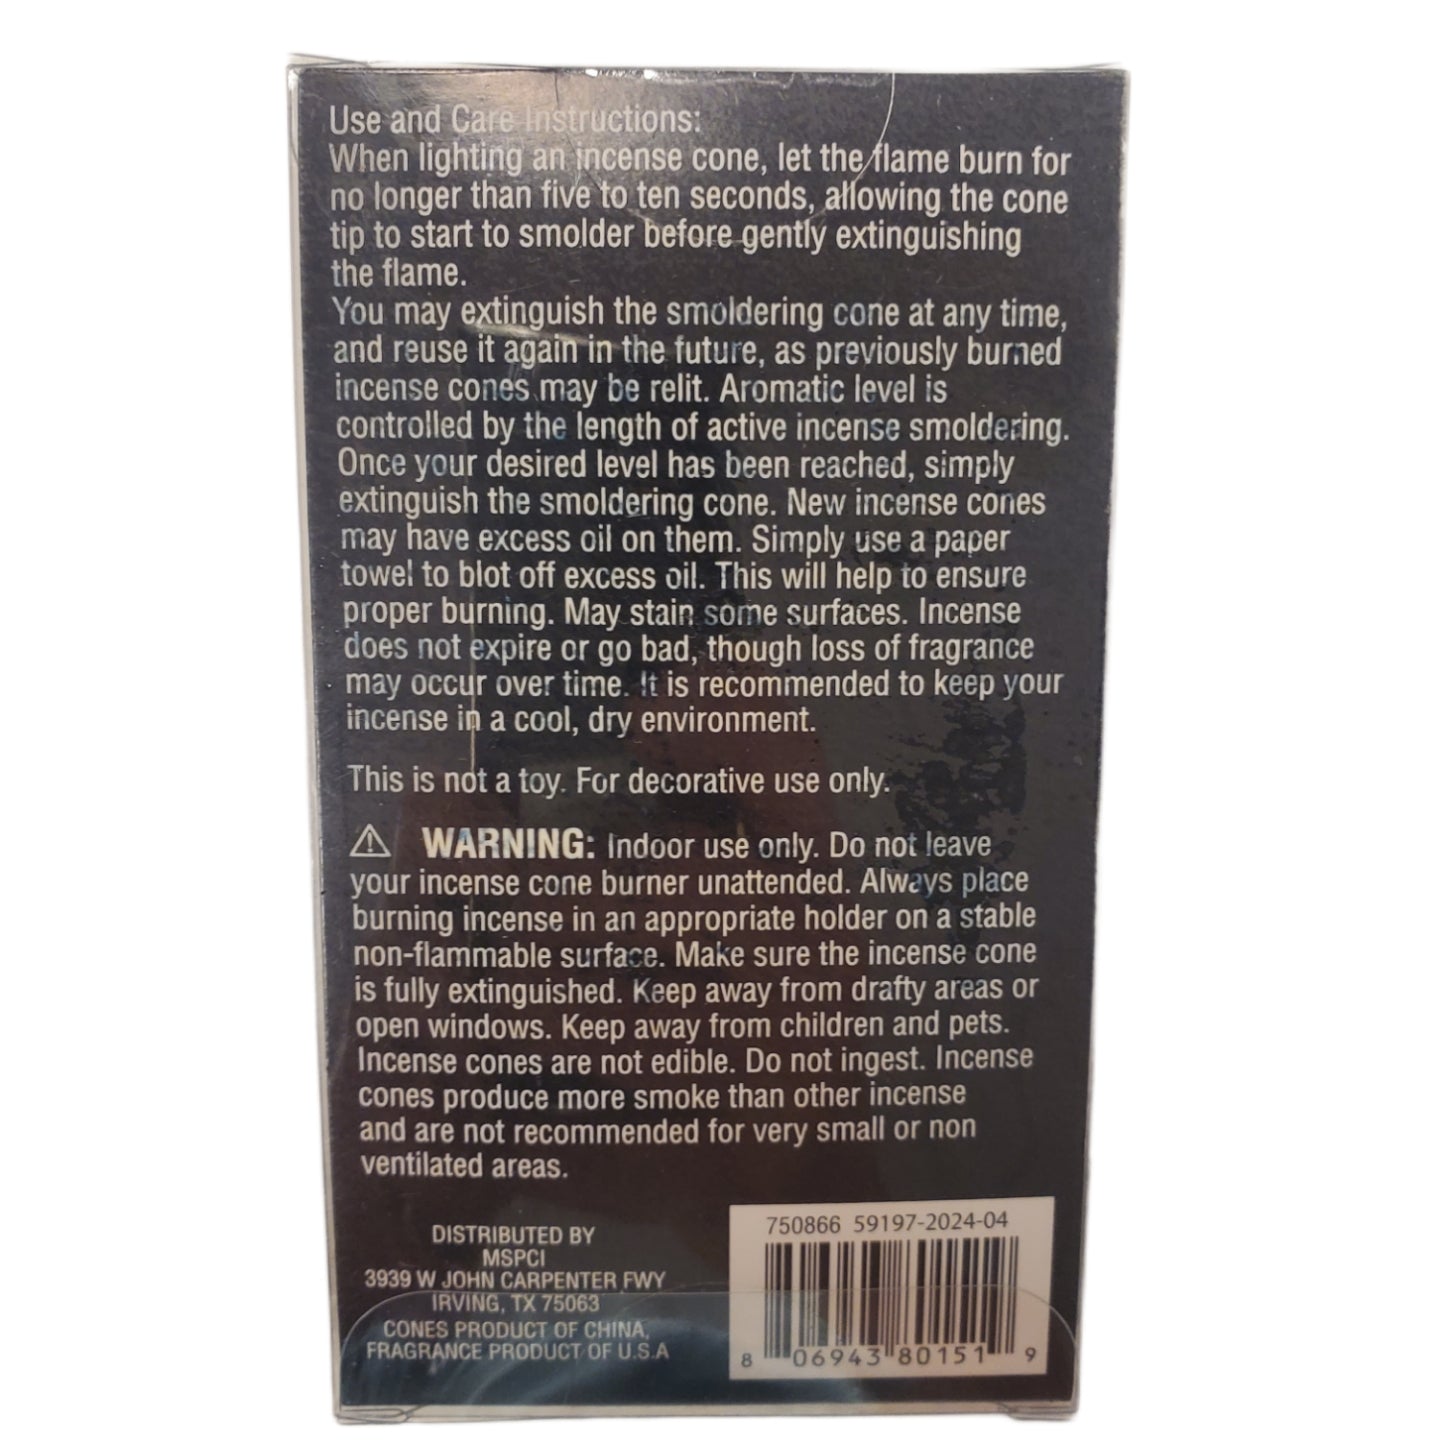 Use and Care Instructions:
When lighting an incense cone, let the flame burn for
no longer than five to ten seconds, allowing the cone
tip to start to smolder before gently extinguishing
the flame.
You may extinguish the smoldering cone at any time,
and reuse it again in the future, as previously burned
incense cones may be relit. Aromatic level is
controlled by the length of active incense smoldering.
Once your desired level has been reached, simply
extinguish the smoldering cone. New incense cones
may have excess oil on them. Simply use a paper
towel to blot off excess oil. This will help to ensure
proper burning. May stain some surfaces. Incense
does not expire or go bad, though loss of fragrance
may occur over time. It is recommended to keep your
incense in a cool, dry environment.
This is not a toy. For decorative use only.
⚠ WARNING: Indoor use only. Do not leave
your incense cone burner unattended. Always place
burning incense in an appropriate holder on a stable
non-flammable surface. Make sure the incense cone
is fully extinguished. Keep away from drafty areas or
open windows. Keep away from children and pets.
Incense cones are not edible. Do not ingest. Incense
cones produce more smoke than other incense
and are not recommended for very small or non
ventilated areas.
DISTRIBUTED BY
MSPCI
3939 W JOHN CARPENTER FWY
IRVING, TX 75063
CONES PRODUCT OF CHINA,
FRAGRANCE PRODUCT OF U.S.A
750866 59197-2024-04
8 06943 80151 9